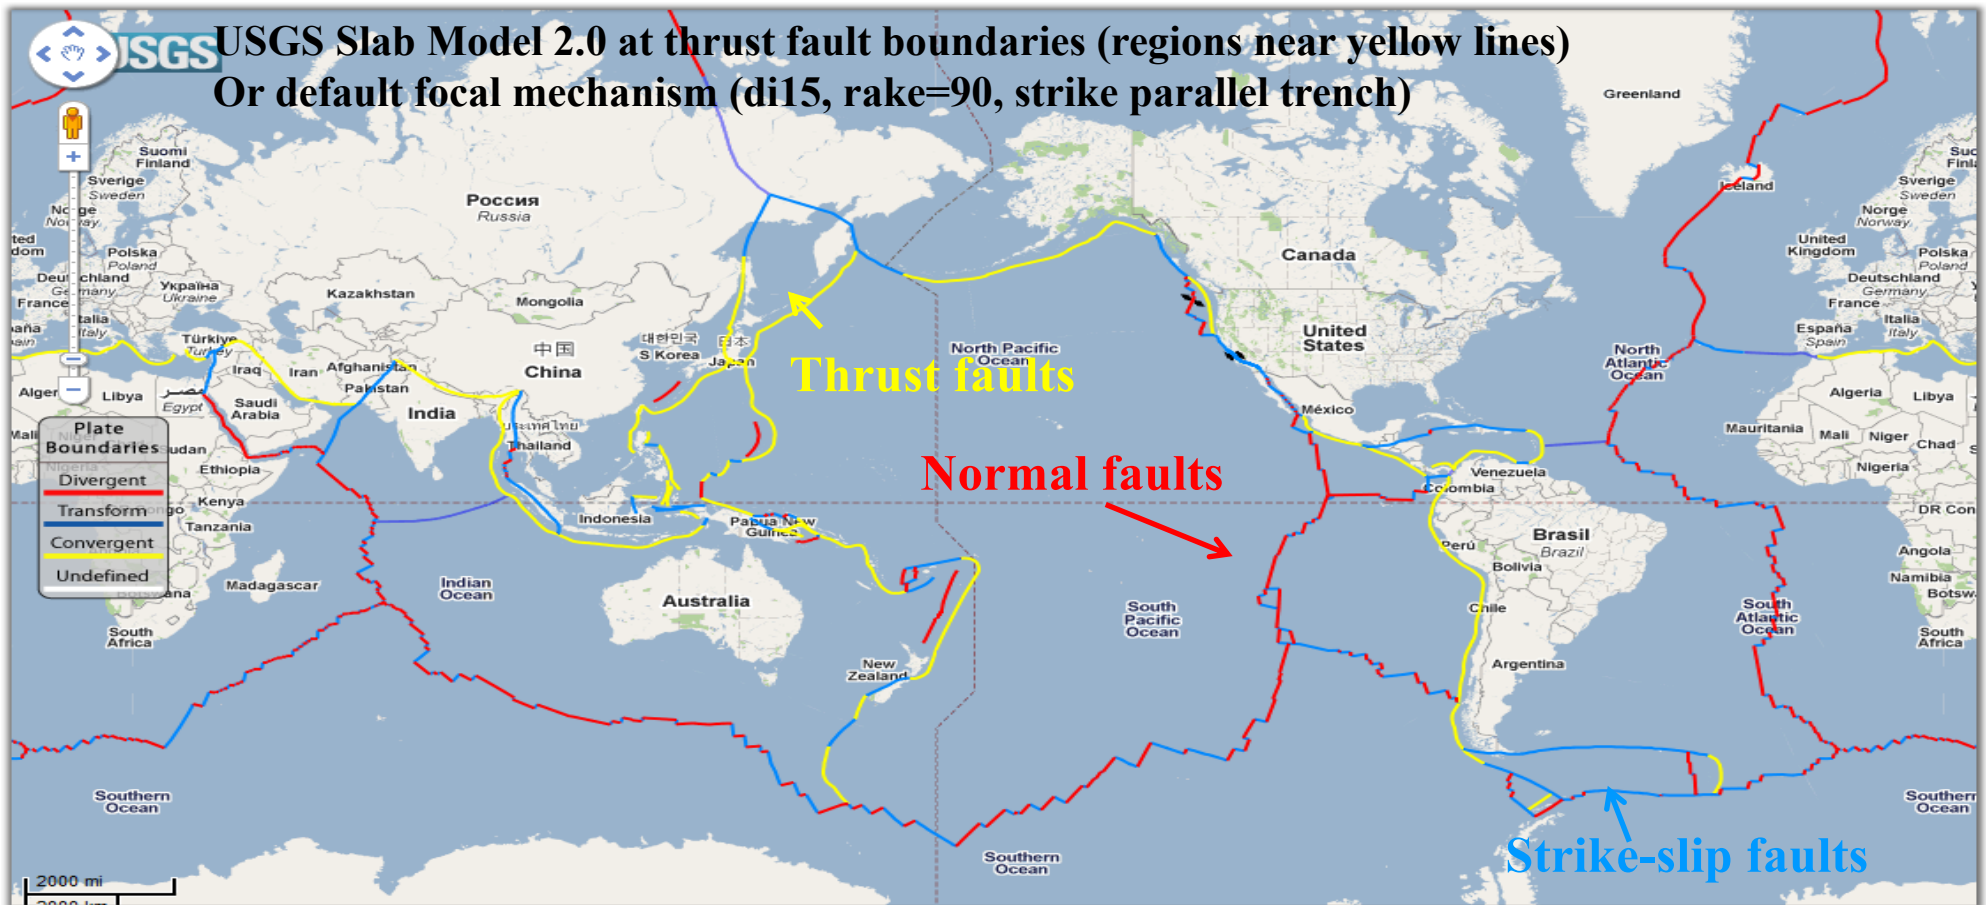 USGS
USGS Slab Model 2.0 at thrust fault boundaries (regions near yellow lines)
Or default focal mechanism (di15, rake=90, strike parallel trench)
Greenland
Suomi
Finland
Sverige
Sweden
Norge
Norway
Россия
Russia
Iceland
Sverige
Sweden
Norge
Norway
Polska
Poland
Deutschland
Germany
Україна
Ukraine
France
Italia
Italy
Kazakhstan
Mongolia
Canada
United
Kingdom
Polska
Poland
Deutschland
Germany
France
Italia
Italy
España
Spain
Türkiye
Turkey
Iraq
Iran
Afghanistan
Pakistan
中国
China
대한민국
S Korea
日本
Japan
North Pacific
Ocean
United
States
North
Atlantic
Ocean
Thrust faults
Libya
مصر
Egypt
Saudi
Arabia
India
México
Algeria
Libya
Plate
Boundaries
Divergent
Transform
Convergent
Undefined
Ethiopia
Kenya
Tanzania
Thailand
Normal faults
Mauritania
Mali
Niger
Chad
Nigeria
Venezuela
Colombia
Indonesia
Papua New
Guinea
Perú
Brasil
Brazil
Bolivia
DR Con
Angola
Namibia
Botsw
Madagascar
Indian
Ocean
Australia
South
Pacific
Ocean
Chile
South
Atlantic
Ocean
South
Africa
South
Africa
New
Zealand
Argentina
Southern
Ocean
Southern
Ocean
Southern
Ocean
Strike-slip faults
2000 mi